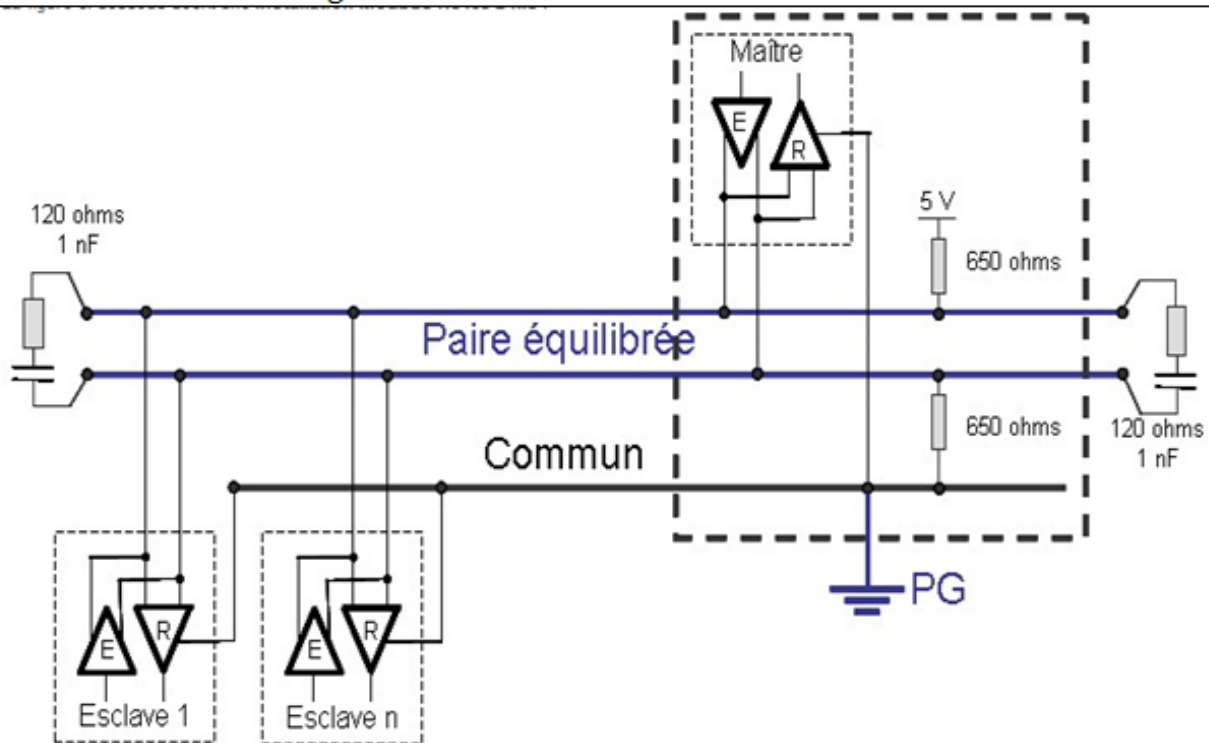 Maître
E
R
5 V
120 ohms
1 nF
650 ohms
Paire équilibrée
650 ohms
120 ohms
1 nF
Commun
PG
E
R
E
R
Esclave 1
Esclave n